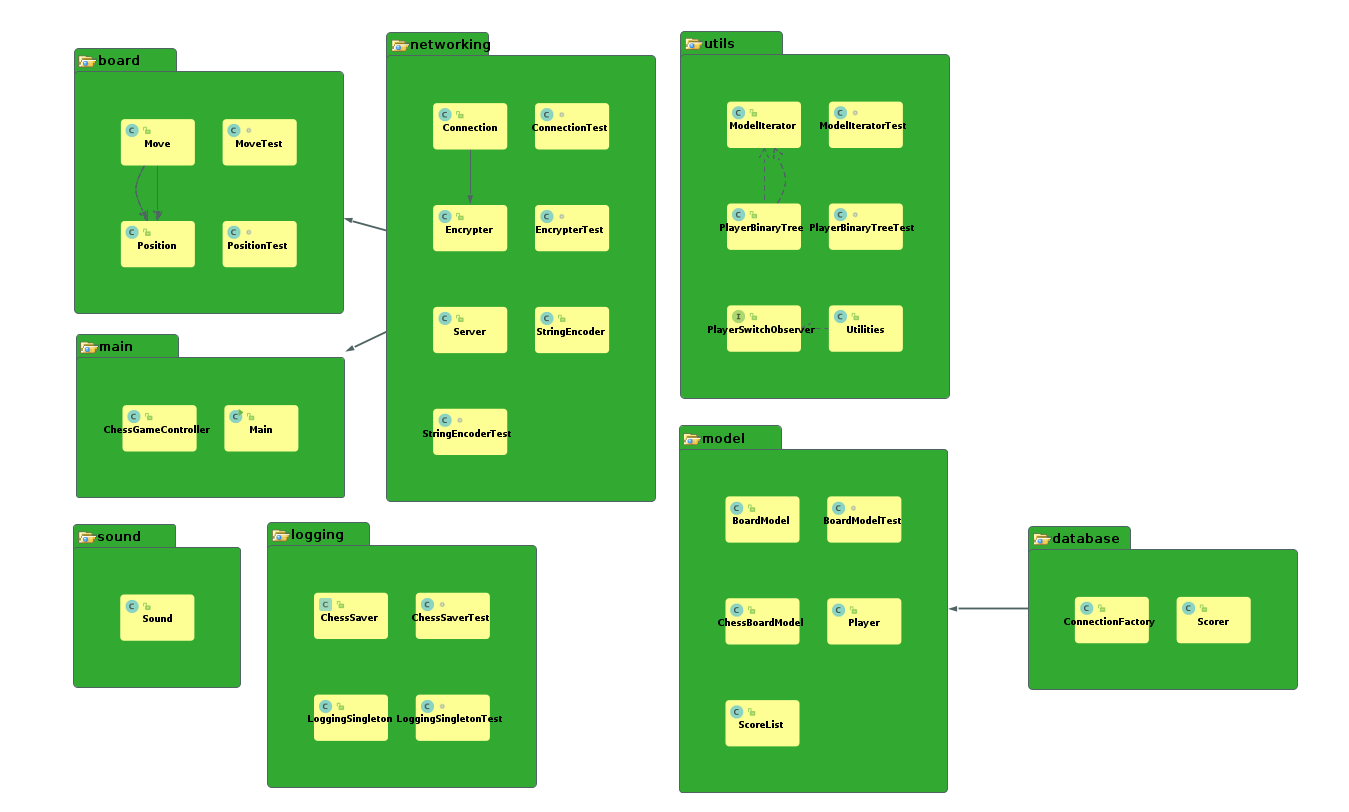 board
C Move
C MoveTest
C Position
C PositionTest
main
C ChessGameController
C Main
sound
C Sound
networking
C Connection
C ConnectionTest
C Encrypter
C EncrypterTest
C Server
C StringEncoder
C StringEncoderTest
logging
C ChessSaver
C ChessSaverTest
C LoggingSingleton
C LoggingSingletonTest
utils
C ModelIterator
C ModelIteratorTest
C PlayerBinaryTree
C PlayerBinaryTreeTest
I PlayerSwitchObserver
C Utilities
model
C BoardModel
C BoardModelTest
C ChessBoardModel
C Player
C ScoreList
database
C ConnectionFactory
C Scorer